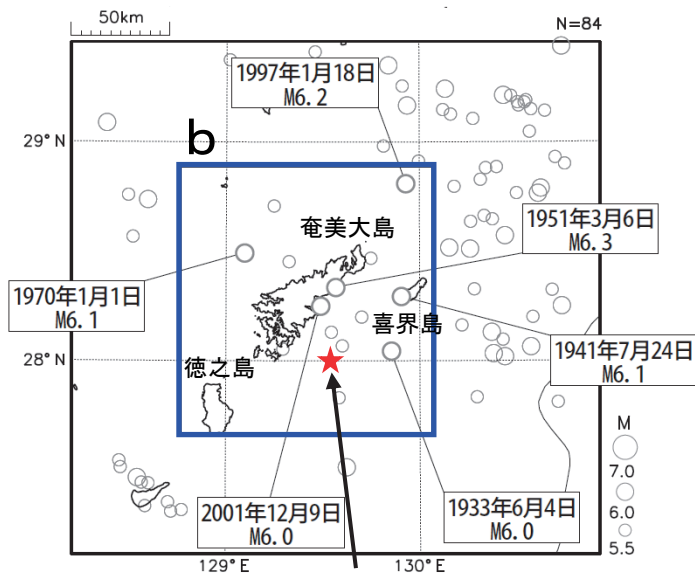 50km
N=84
1997年1月18日
M6.2
29°N
b
奄美大島
1951年3月6日
M6.3
1970年1月1日
M6.1
喜界島
1941年7月24日
M6.1
28°N
徳之島
M
7.0
6.0
5.5
2001年12月9日
M6.0
1933年6月4日
M6.0
129°E
130°E